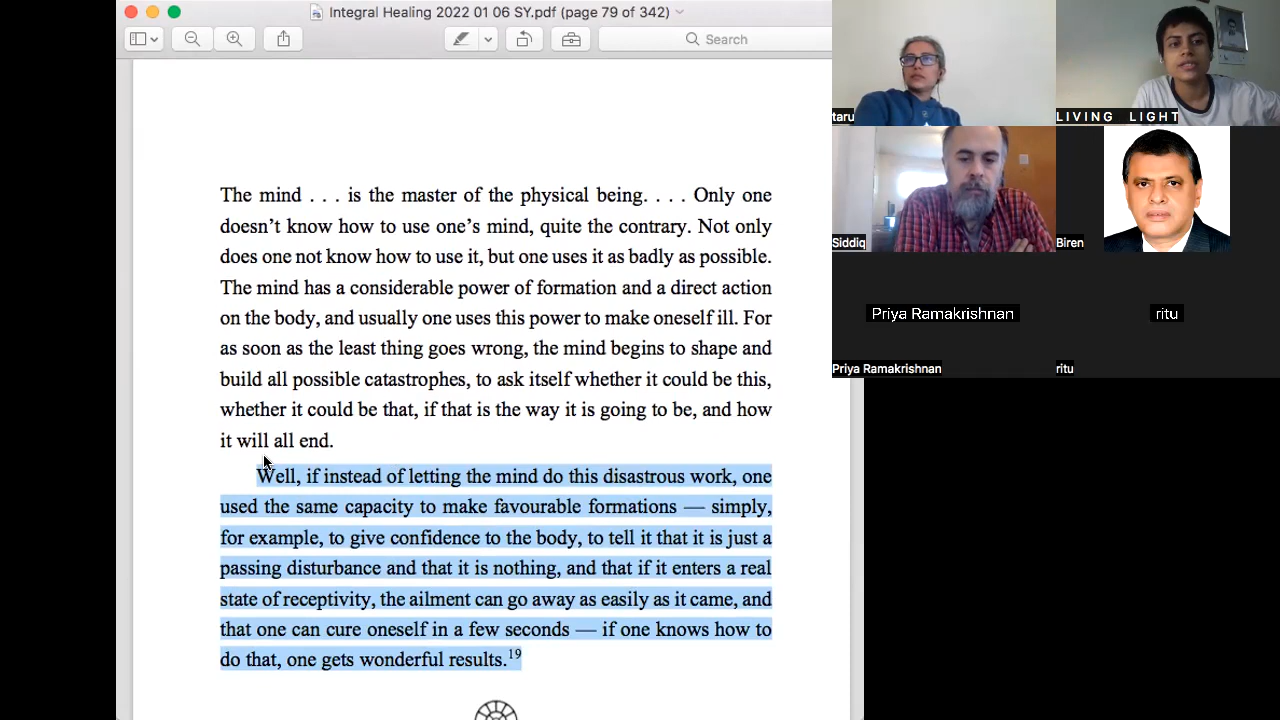 Integral Healing 2022 01 06 SY.pdf (page 79 of 342)
Search
The mind . . . is the master of the physical being. . . . Only one
doesn’t know how to use one’s mind, quite the contrary. Not only
does one not know how to use it, but one uses it as badly as possible.
The mind has a considerable power of formation and a direct action
on the body, and usually one uses this power to make oneself ill. For
as soon as the least thing goes wrong, the mind begins to shape and
build all possible catastrophes, to ask itself whether it could be this,
whether it could be that, if that is the way it is going to be, and how
it will all end.
Well, if instead of letting the mind do this disastrous work, one
used the same capacity to make favourable formations — simply,
for example, to give confidence to the body, to tell it that it is just a
passing disturbance and that it is nothing, and that if it enters a real
state of receptivity, the ailment can go away as easily as it came, and
that one can cure oneself in a few seconds — if one knows how to
do that, one gets wonderful results.19
taru
LIVING LIGHT
Siddiq
Biren
Priya Ramakrishnan
ritu
Priya Ramakrishnan
ritu